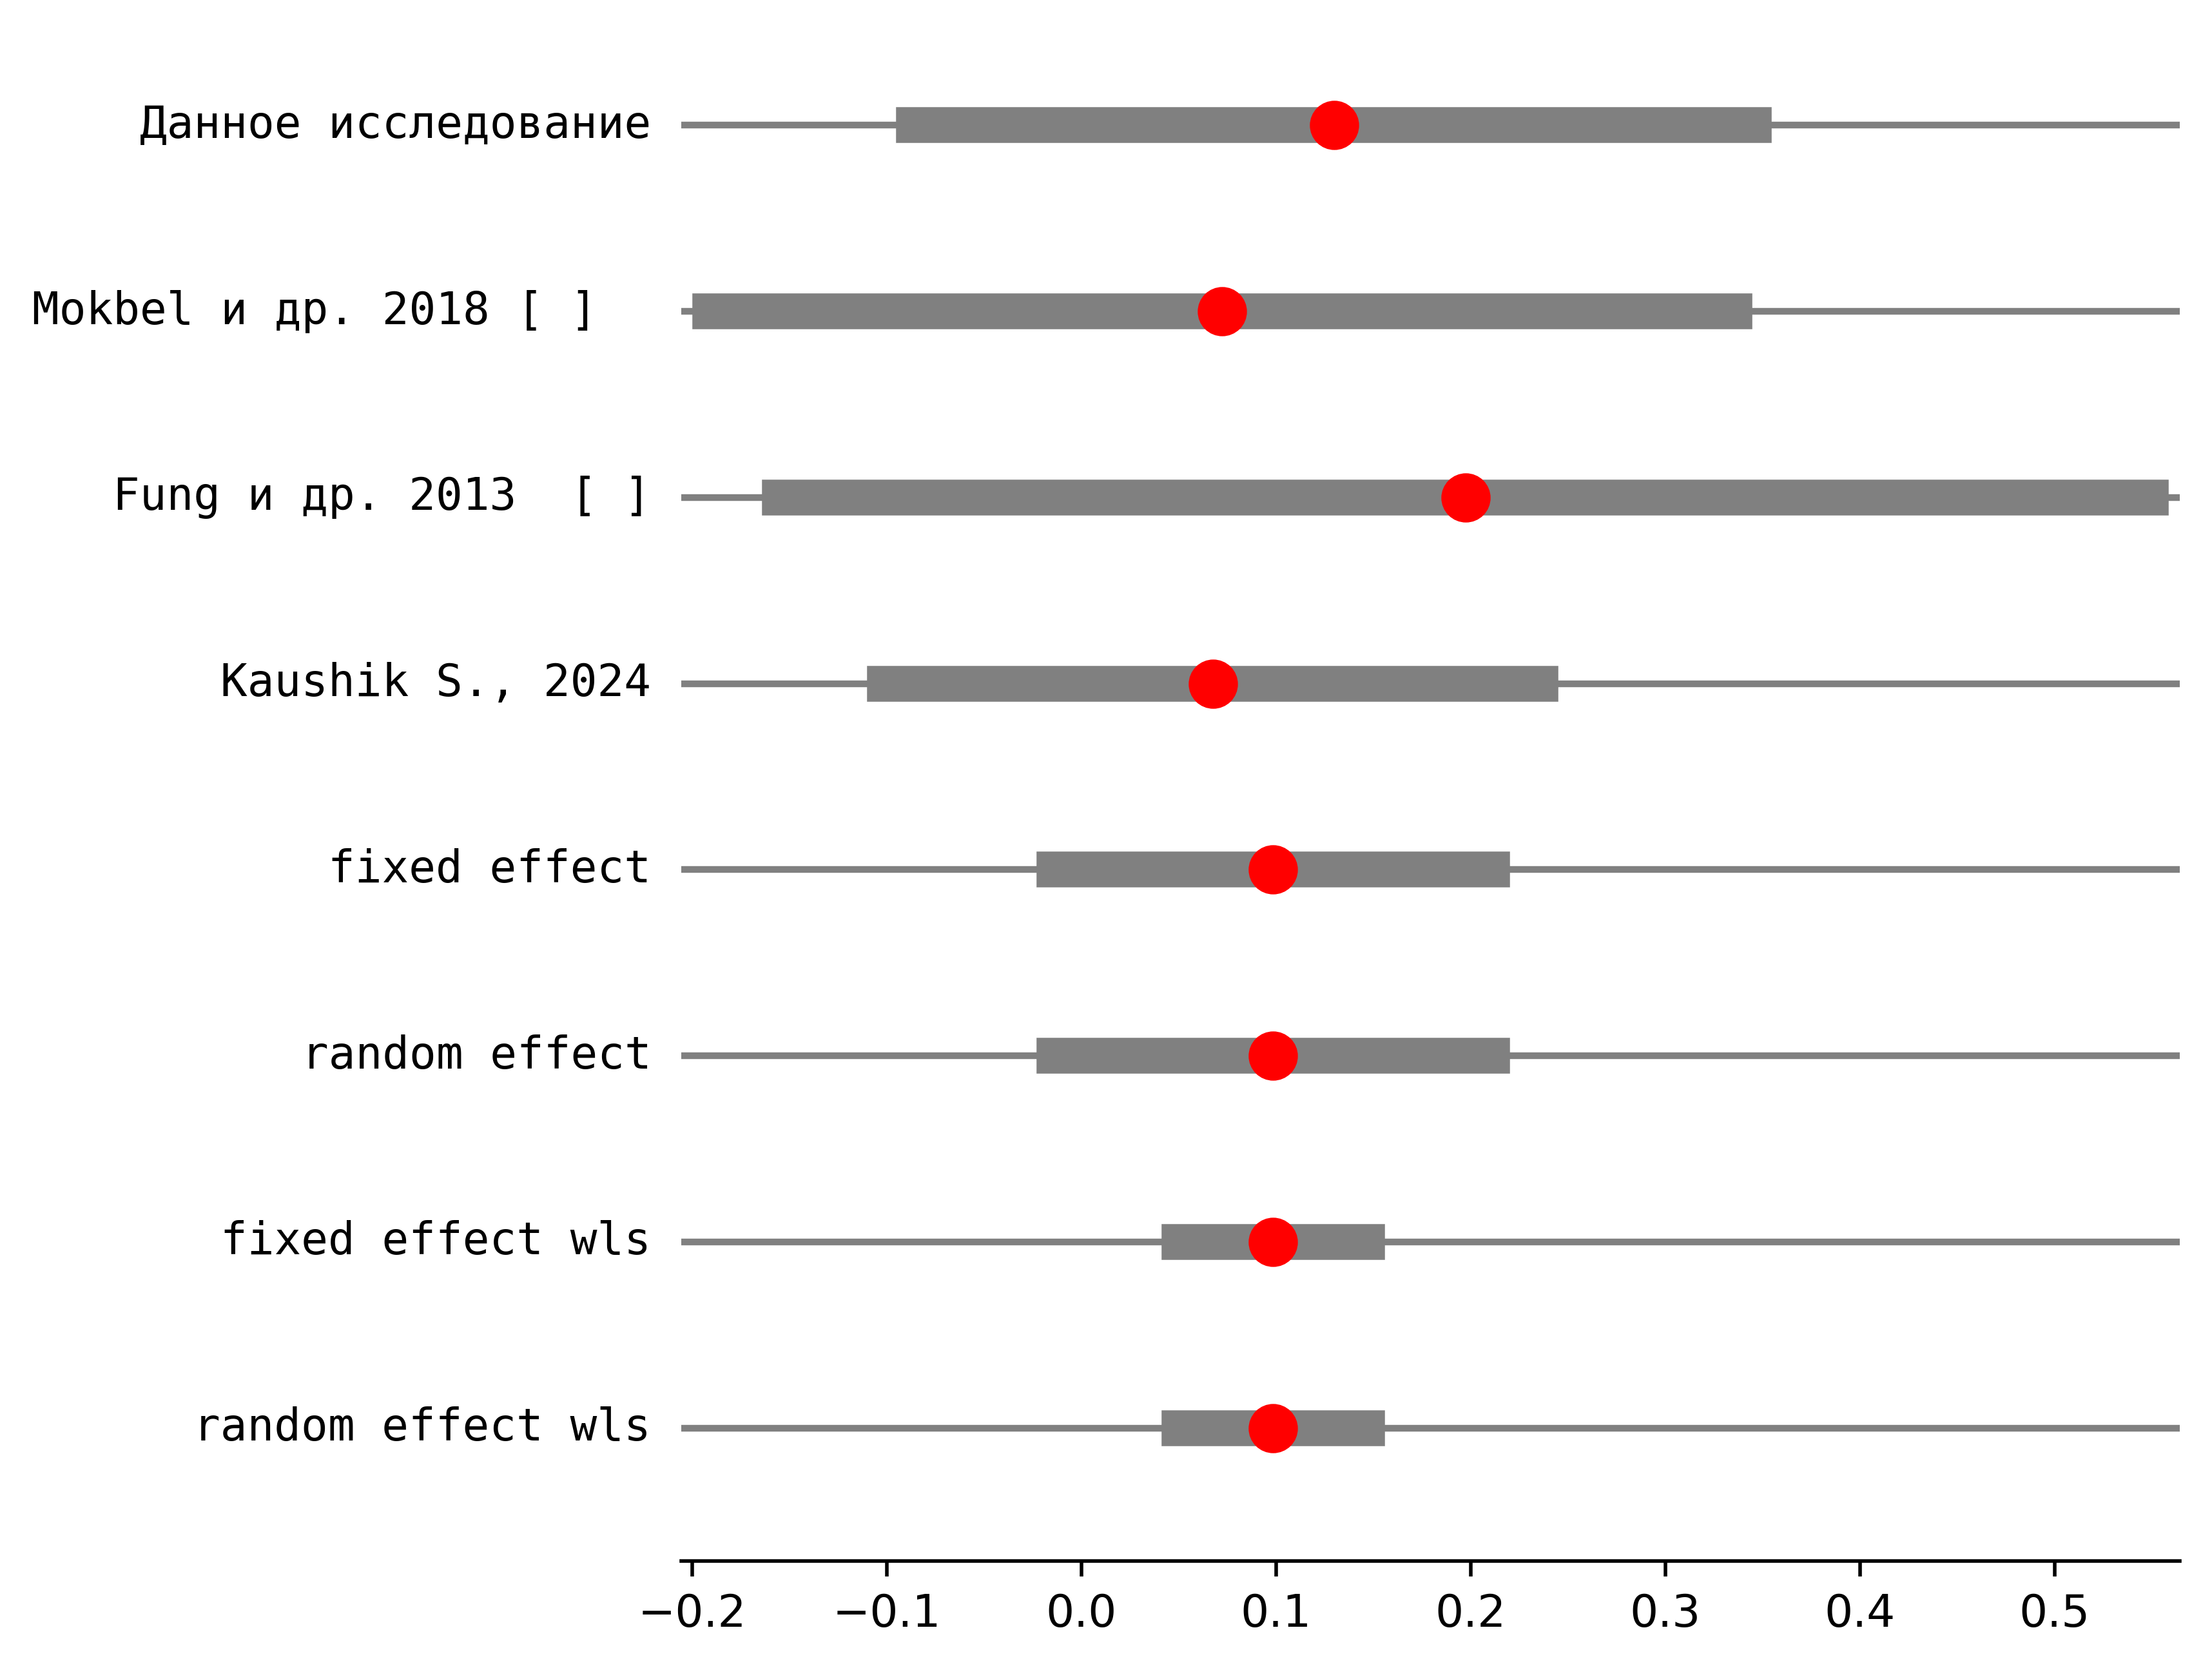 Данное исследование
Mokbel и др. 2018 [ ]
Fung и др. 2013  [ ]
Kaushik S., 2024
fixed effect
random effect
fixed effect wls
random effect wls
−0.2 −0.1 0.0 0.1 0.2 0.3 0.4 0.5